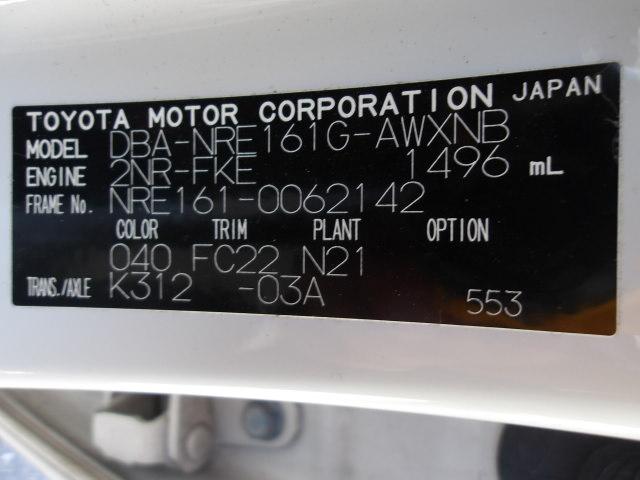 TOYOTA MOTOR CORPORATION JAPAN
MODEL DBA-NRE161G-AWXNB
ENGINE 2NR-FKE 1496 mL
FRAME No. NRE161-0062142
COLOR TRIM PLANT OPTION
040 FC22 N21
TRANS./AXLE K312 -03A 553